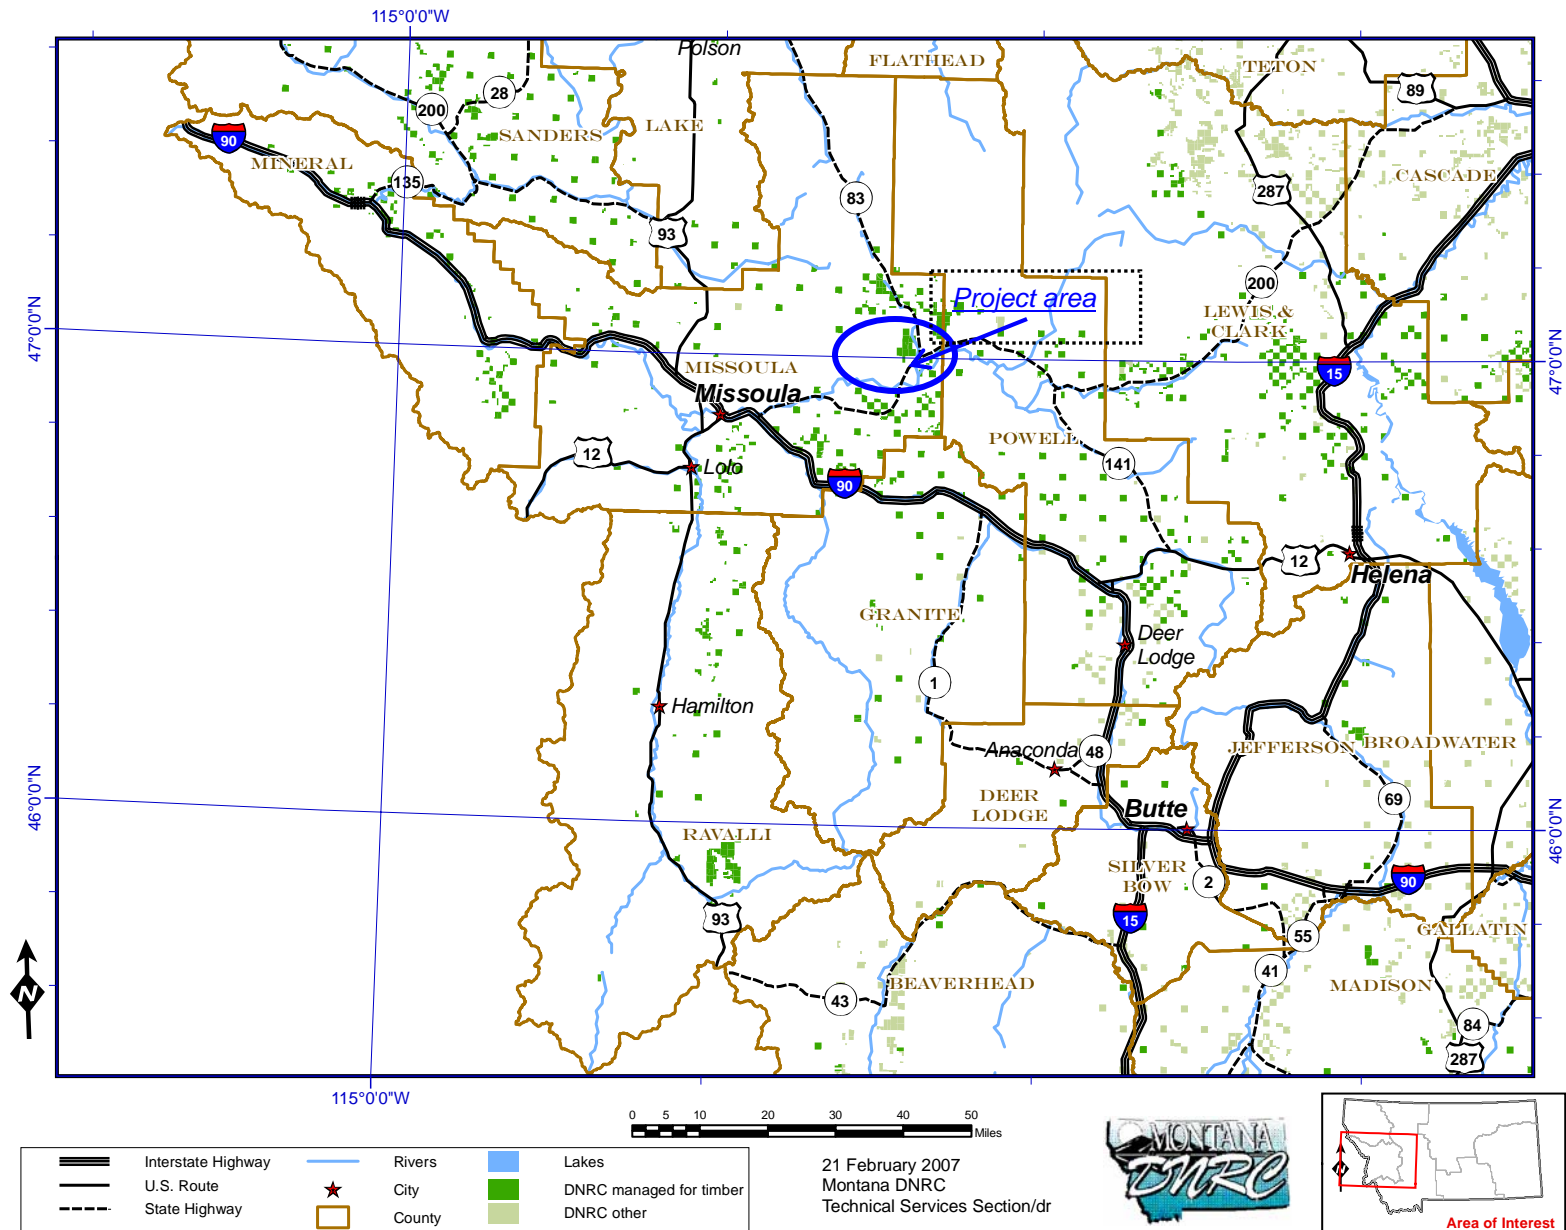 115°0'0"W
Polson
FLATHEAD
TETON
89
28
200
SANDERS
LAKE
90
MINERAL
135
83
287
CASCADE
93
200
Project area
LEWIS &
CLARK
47°0'0"N
47°0'0"N
15
MISSOULA
Missoula
POWELL
12
Lolo
141
90
12
Helena
GRANITE
Deer
Lodge
1
Hamilton
Anaconda
48
JEFFERSON
BROADWATER
DEER
LODGE
Butte
69
46°0'0"N
46°0'0"N
RAVALLI
SILVER
BOW
2
90
93
15
55
GALLATIN
41
BEAVERHEAD
MADISON
43
84
287
N
115°0'0"W
0 5 10 20 30 40 50
Miles
Interstate Highway
U.S. Route
State Highway
Rivers
City
County
Lakes
DNRC managed for timber
DNRC other
21 February 2007
Montana DNRC
Technical Services Section/dr
MONTANA
DNRC
Area of Interest